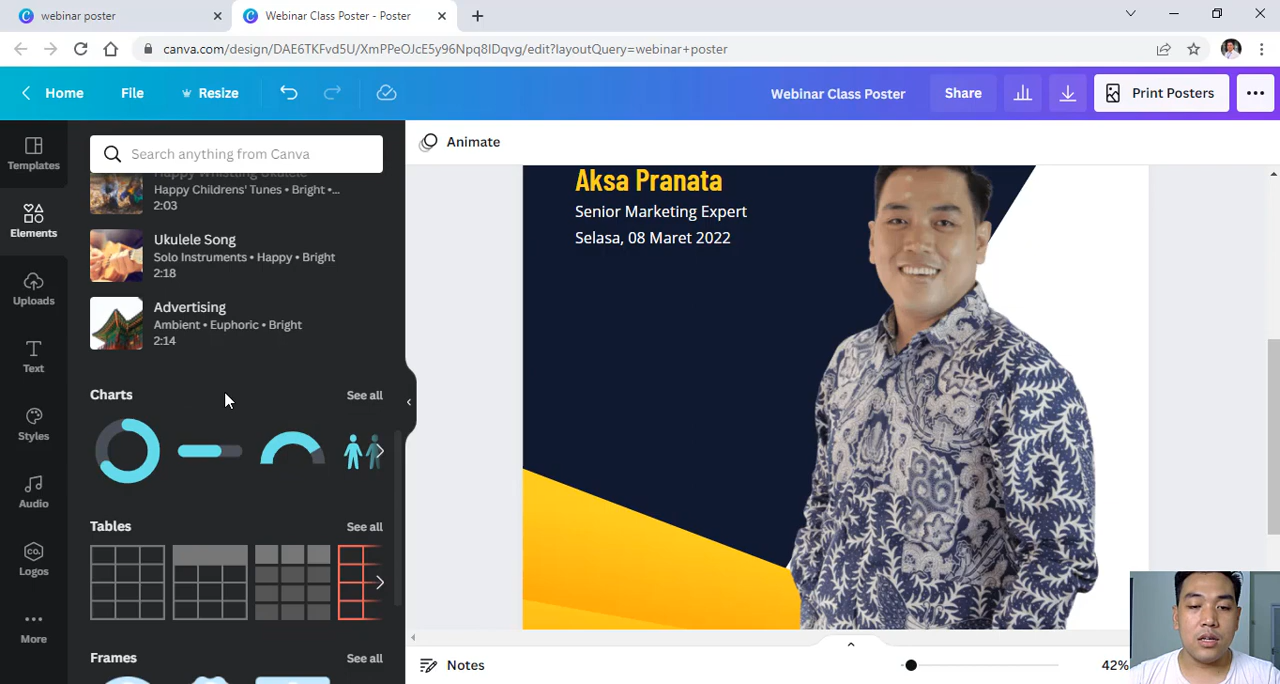 webinar poster
Webinar Class Poster - Poster
canva.com/design/DAE6TKFvd5U/XmPPeOJcE5y96Npq8IDqvg/edit?layoutQuery=webinar+poster
Home
File
Resize
Webinar Class Poster
Share
Print Posters
Templates
Elements
Uploads
Text
Styles
Audio
co.
Logos
More
Search anything from Canva
Happy Whistling Ukulele
Happy Childrens' Tunes • Bright •...
2:03
Ukulele Song
Solo Instruments • Happy • Bright
2:18
Advertising
Ambient • Euphoric • Bright
2:14
Charts
See all
Tables
See all
Frames
See all
Animate
Aksa Pranata
Senior Marketing Expert
Selasa, 08 Maret 2022
Notes
42%